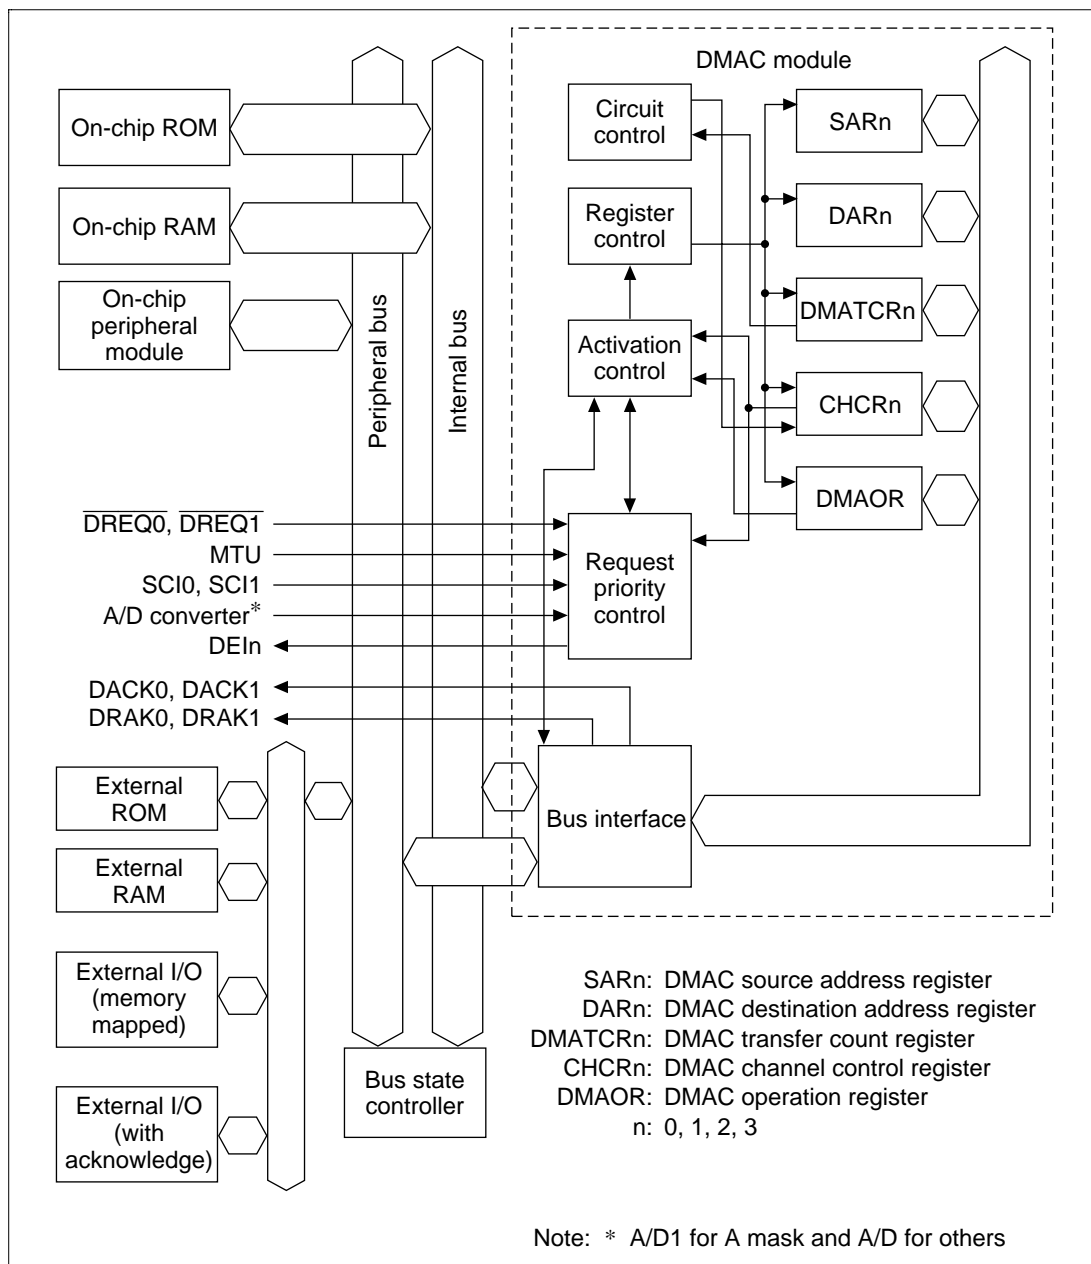 DMAC module
On-chip ROM
On-chip RAM
On-chip
peripheral
module
Peripheral bus
Internal bus
Circuit
control
Register
control
Activation
control
Request
priority
control
SARn
DARn
DMATCRn
CHCRn
DMAOR
DREQ0, DREQ1
MTU
SCI0, SCI1
A/D converter*
DEIn
DACK0, DACK1
DRAK0, DRAK1
External
ROM
External
RAM
External I/O
(memory
mapped)
External I/O
(with
acknowledge)
Bus interface
Bus state
controller
SARn: DMAC source address register
DARn: DMAC destination address register
DMATCRn: DMAC transfer count register
CHCRn: DMAC channel control register
DMAOR: DMAC operation register
n: 0, 1, 2, 3
Note: * A/D1 for A mask and A/D for others